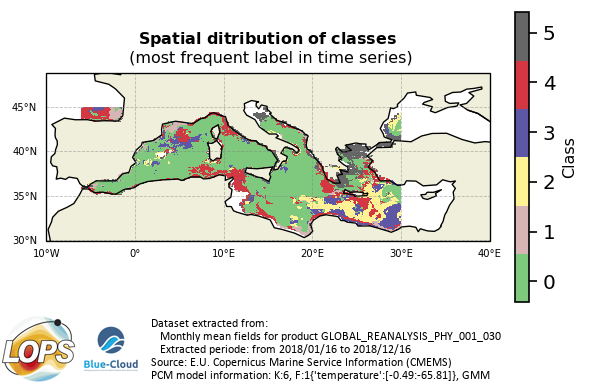 Spatial ditribution of classes
(most frequent label in time series)
45°N
40°N
35°N
30°N
10°W
0°
10°E
20°E
30°E
40°E
5
4
3
2
1
0
Class
LOPS
Blue-Cloud
Dataset extracted from:
Monthly mean fields for product GLOBAL_REANALYSIS_PHY_001_030
Extracted periode: from 2018/01/16 to 2018/12/16
Source: E.U. Copernicus Marine Service Information (CMEMS)
PCM model information: K:6, F:1{'temperature':[-0.49:-65.81]}, GMM